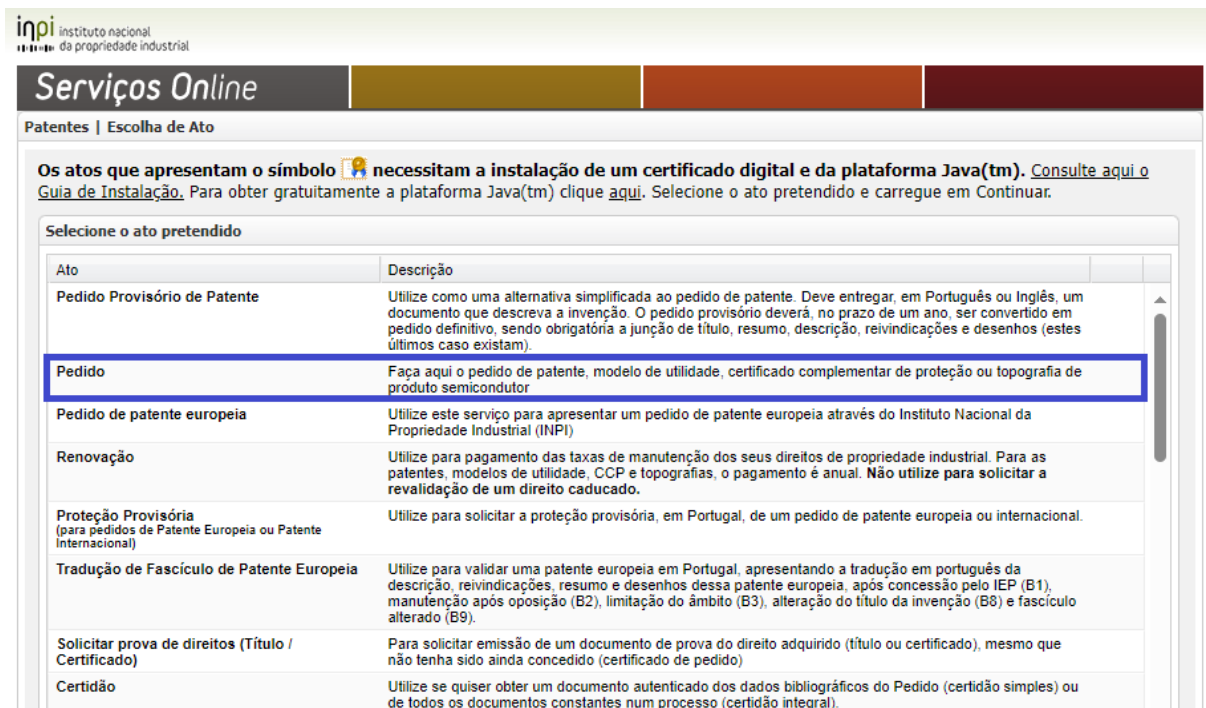 inpi instituto nacional
da propriedade industrial
Serviços Online
Patentes | Escolha de Ato
Os atos que apresentam o símbolo necessitam a instalação de um certificado digital e da plataforma Java(tm). Consulte aqui o
Guia de Instalação. Para obter gratuitamente a plataforma Java(tm) clique aqui. Selecione o ato pretendido e carregue em Continuar.
Selecione o ato pretendido
Ato Descrição
Pedido Provisório de Patente Utilize como uma alternativa simplificada ao pedido de patente. Deve entregar, em Português ou Inglês, um
documento que descreva a invenção. O pedido provisório deverá, no prazo de um ano, ser convertido em
pedido definitivo, sendo obrigatória a junção de título, resumo, descrição, reivindicações e desenhos (estes
últimos caso existam).
Pedido Faça aqui o pedido de patente, modelo de utilidade, certificado complementar de proteção ou topografia de
produto semicondutor
Pedido de patente europeia Utilize este serviço para apresentar um pedido de patente europeia através do Instituto Nacional da
Propriedade Industrial (INPI)
Renovação Utilize para pagamento das taxas de manutenção dos seus direitos de propriedade industrial. Para as
patentes, modelos de utilidade, CCP e topografias, o pagamento é anual. Não utilize para solicitar a
revalidação de um direito caducado.
Proteção Provisória Utilize para solicitar a proteção provisória, em Portugal, de um pedido de patente europeia ou internacional.
(para pedidos de Patente Europeia ou Patente
Internacional)
Tradução de Fascículo de Patente Europeia Utilize para validar uma patente europeia em Portugal, apresentando a tradução em português da
descrição, reivindicações, resumo e desenhos dessa patente europeia, após concessão pelo IEP (B1),
manutenção após oposição (B2), limitação do âmbito (B3), alteração do título da invenção (B8) e fascículo
alterado (B9).
Solicitar prova de direitos (Título / Para solicitar emissão de um documento de prova do direito adquirido (título ou certificado), mesmo que
Certificado) não tenha sido ainda concedido (certificado de pedido)
Certidão Utilize se quiser obter um documento autenticado dos dados bibliográficos do Pedido (certidão simples) ou
de todos os documentos constantes num processo (certidão integral).